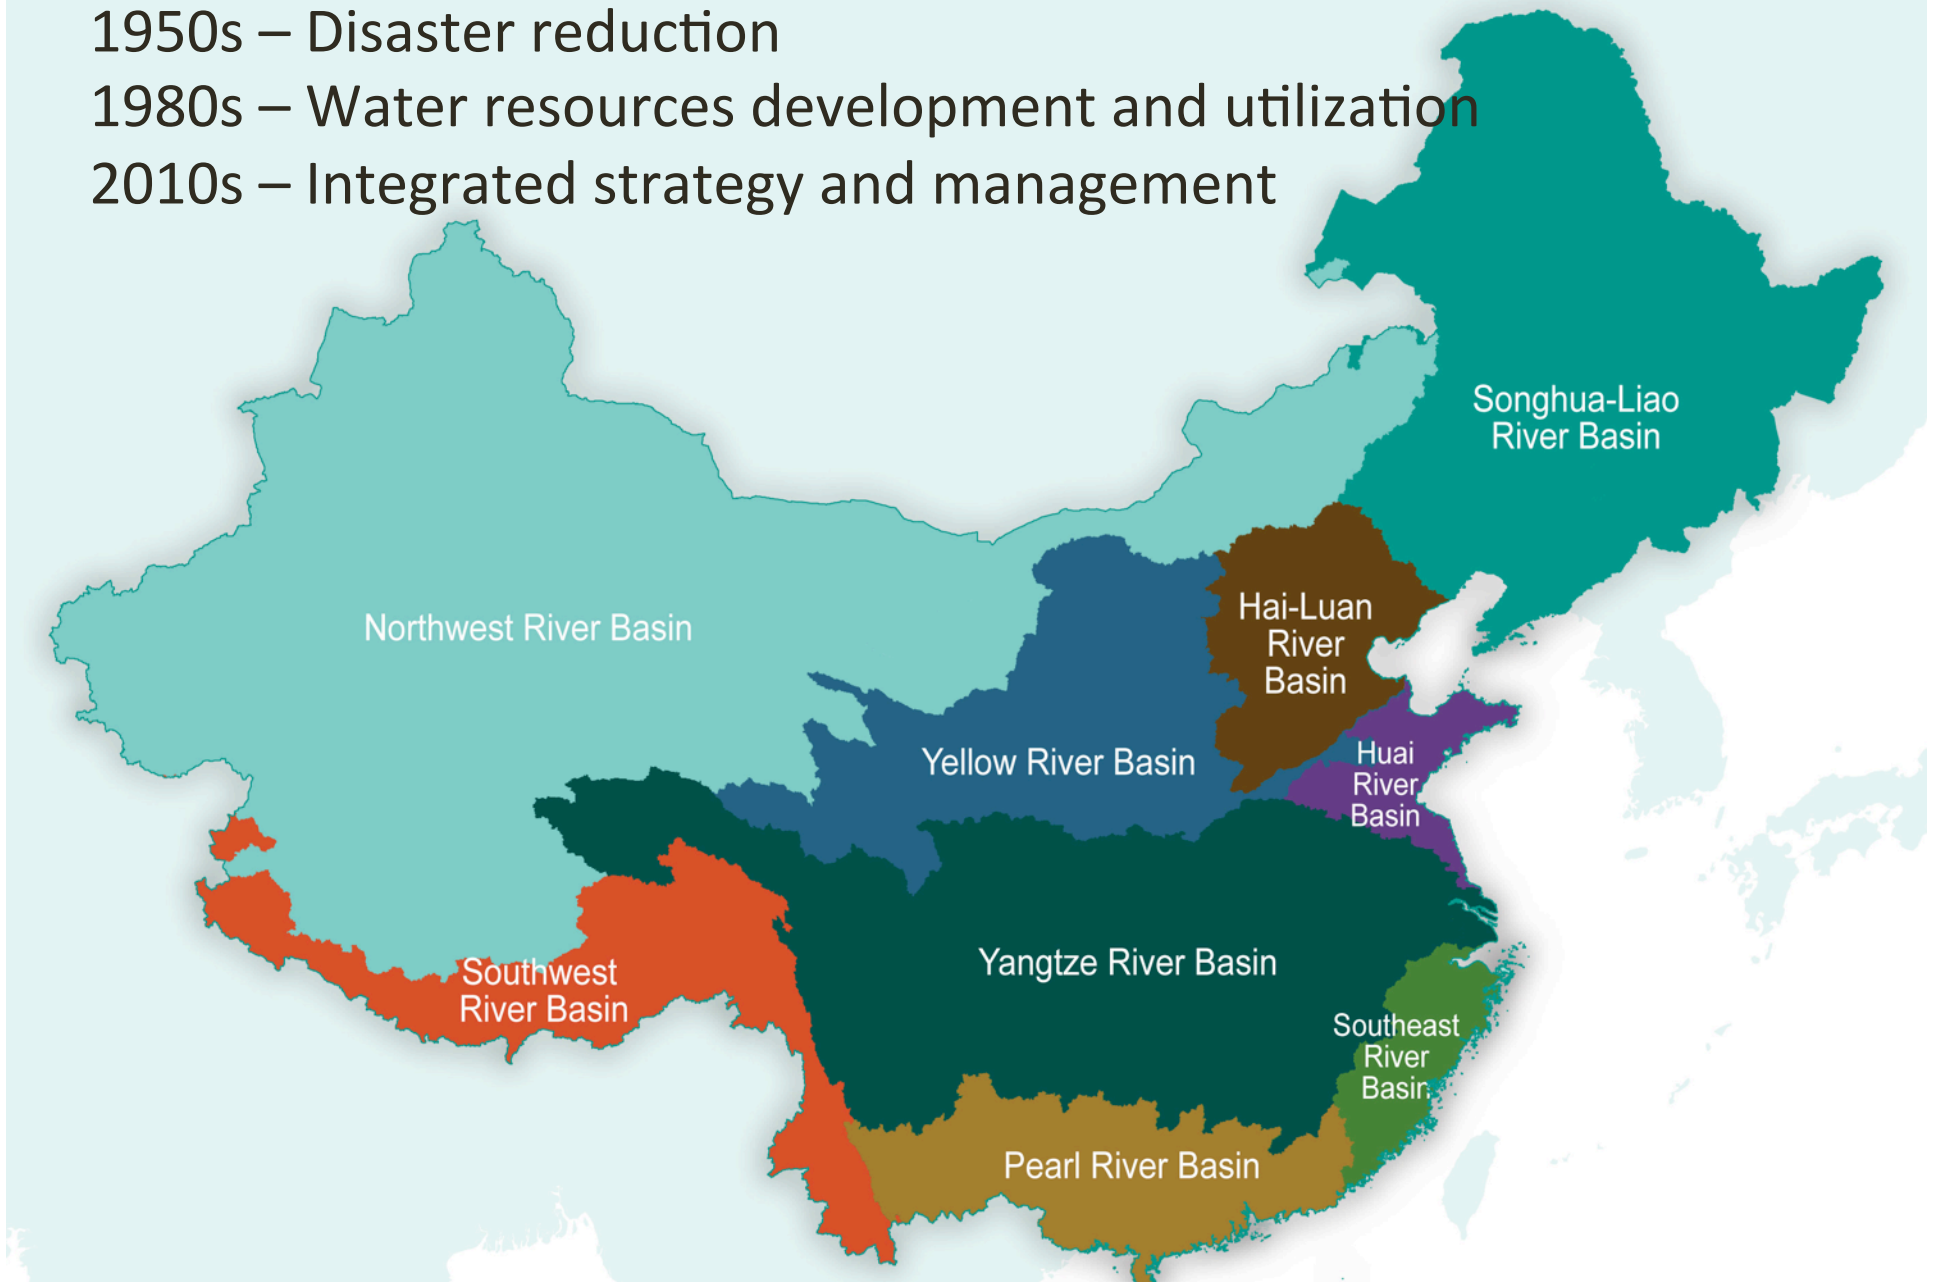 1950s – Disaster reduction
1980s – Water resources development and utilization
2010s – Integrated strategy and management
Songhua-Liao
River Basin
Northwest River Basin
Hai-Luan
River
Basin
Yellow River Basin
Huai
River
Basin
Southwest
River Basin
Yangtze River Basin
Southeast
River
Basin
Pearl River Basin